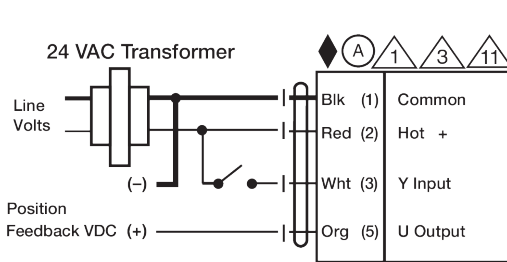 24 VAC Transformer
A 1 3 11
Line
Volts
Blk (1) Common
Red (2) Hot +
(–)
Wht (3) Y Input
Position
Feedback VDC (+)
Org (5) U Output